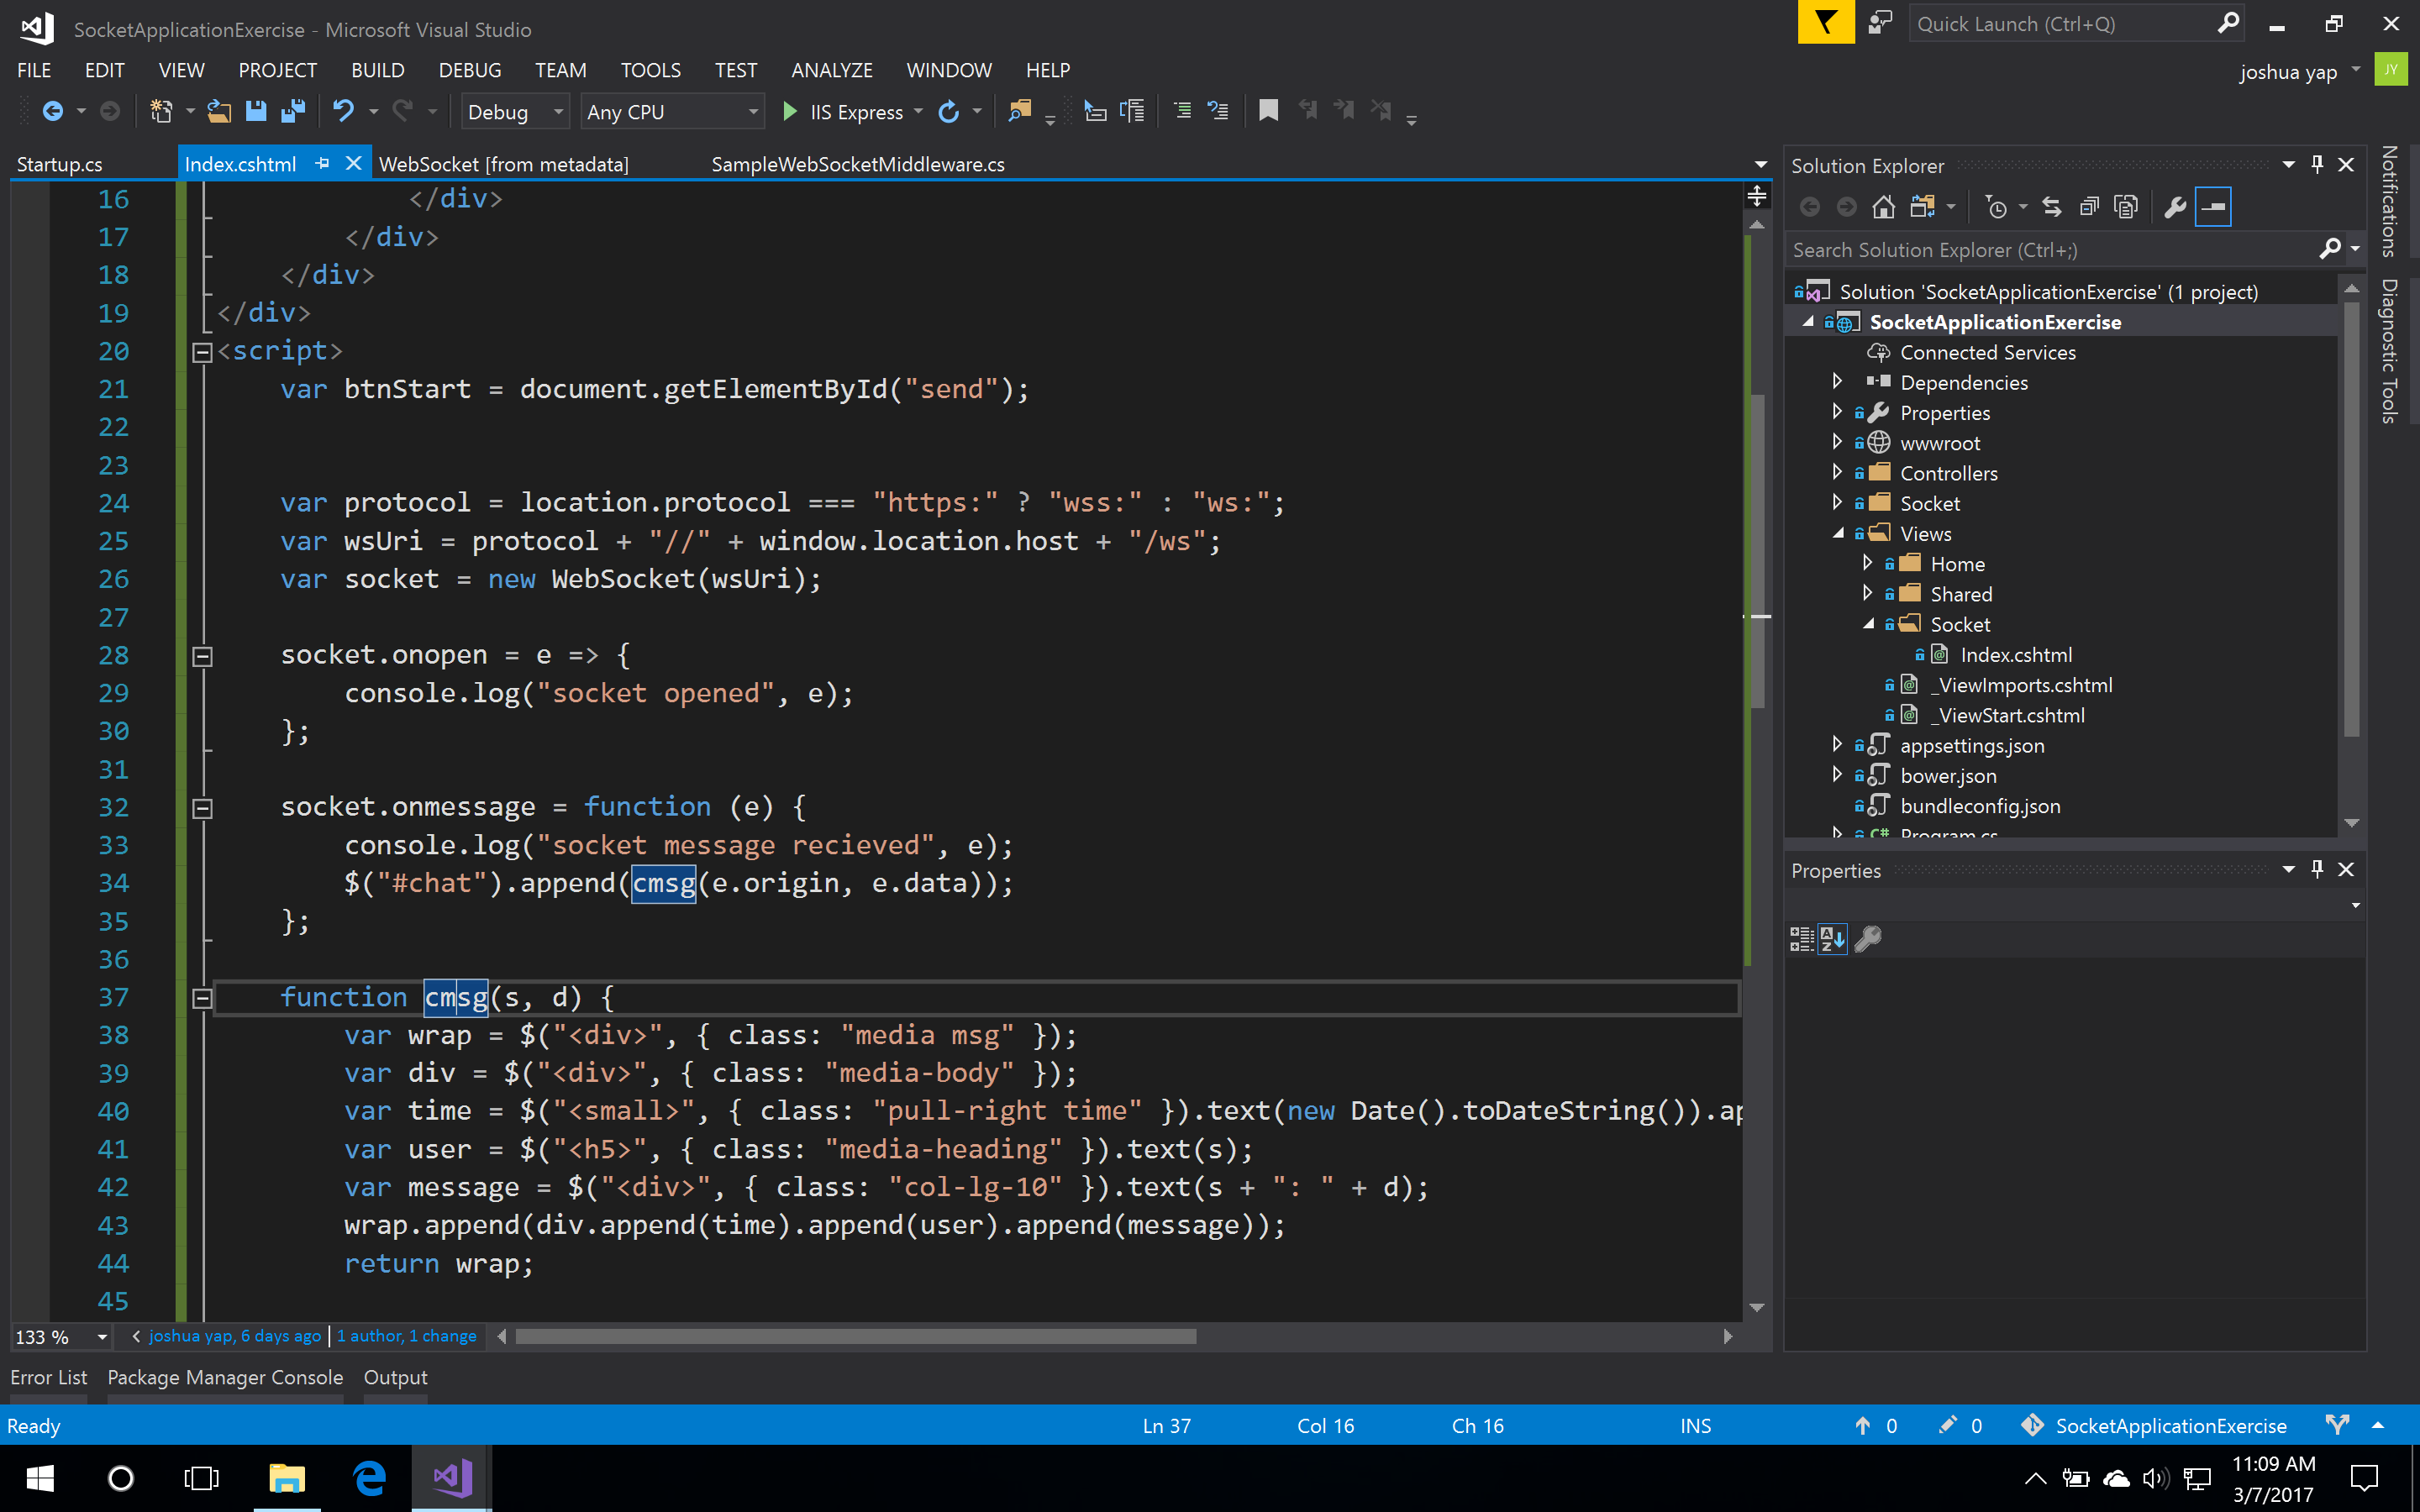 SocketApplicationExercise - Microsoft Visual Studio
Quick Launch (Ctrl+Q)
FILE EDIT VIEW PROJECT BUILD DEBUG TEAM TOOLS TEST ANALYZE WINDOW HELP
joshua yap
JY
Debug Any CPU IIS Express
Startup.cs Index.cshtml WebSocket [from metadata] SampleWebSocketMiddleware.cs
16 </div>
17 </div>
18 </div>
19 </div>
20 <script>
21 var btnStart = document.getElementById("send");
22
23
24 var protocol = location.protocol === "https:" ? "wss:" : "ws:";
25 var wsUri = protocol + "//" + window.location.host + "/ws";
26 var socket = new WebSocket(wsUri);
27
28 socket.onopen = e => {
29 console.log("socket opened", e);
30 };
31
32 socket.onmessage = function (e) {
33 console.log("socket message recieved", e);
34 $("#chat").append(cmsg(e.origin, e.data));
35 };
36
37 function cmsg(s, d) {
38 var wrap = $("<div>", { class: "media msg" });
39 var div = $("<div>", { class: "media-body" });
40 var time = $("<small>", { class: "pull-right time" }).text(new Date().toDateString()).ap
41 var user = $("<h5>", { class: "media-heading" }).text(s);
42 var message = $("<div>", { class: "col-lg-10" }).text(s + ": " + d);
43 wrap.append(div.append(time).append(user).append(message));
44 return wrap;
45
133 % joshua yap, 6 days ago | 1 author, 1 change
Solution Explorer
Search Solution Explorer (Ctrl+;)
Solution 'SocketApplicationExercise' (1 project)
SocketApplicationExercise
Connected Services
Dependencies
Properties
wwwroot
Controllers
Socket
Views
Home
Shared
Socket
Index.cshtml
_ViewImports.cshtml
_ViewStart.cshtml
appsettings.json
bower.json
bundleconfig.json
Program.cs
Properties
Notifications
Diagnostic Tools
Error List Package Manager Console Output
Ready Ln 37 Col 16 Ch 16 INS 0 0 SocketApplicationExercise
11:09 AM
3/7/2017